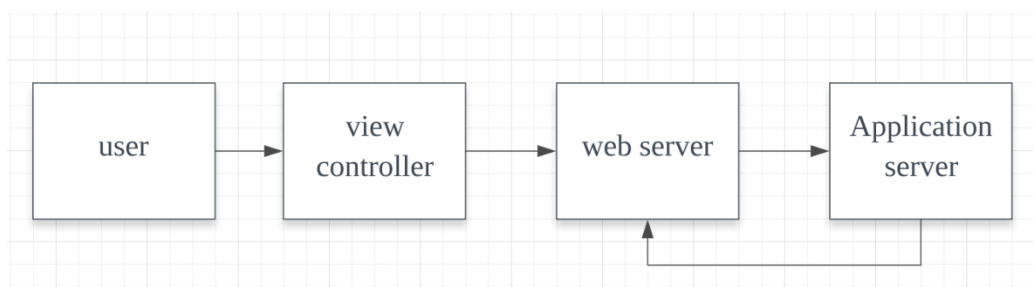 user
view
controller
web server
Application
server